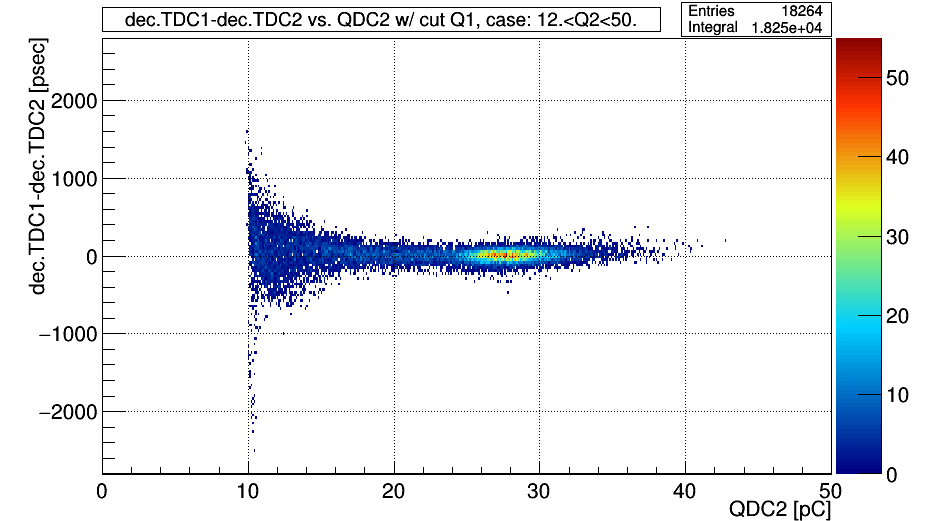 dec.TDC1-dec.TDC2 vs. QDC2 w/ cut Q1, case: 12.<Q2<50.
Entries 18264
Integral 1.825e+04
dec.TDC1-dec.TDC2 [psec]
2000
1000
0
−1000
−2000
50
40
30
20
10
0
0 10 20 30 40 50
QDC2 [pC]